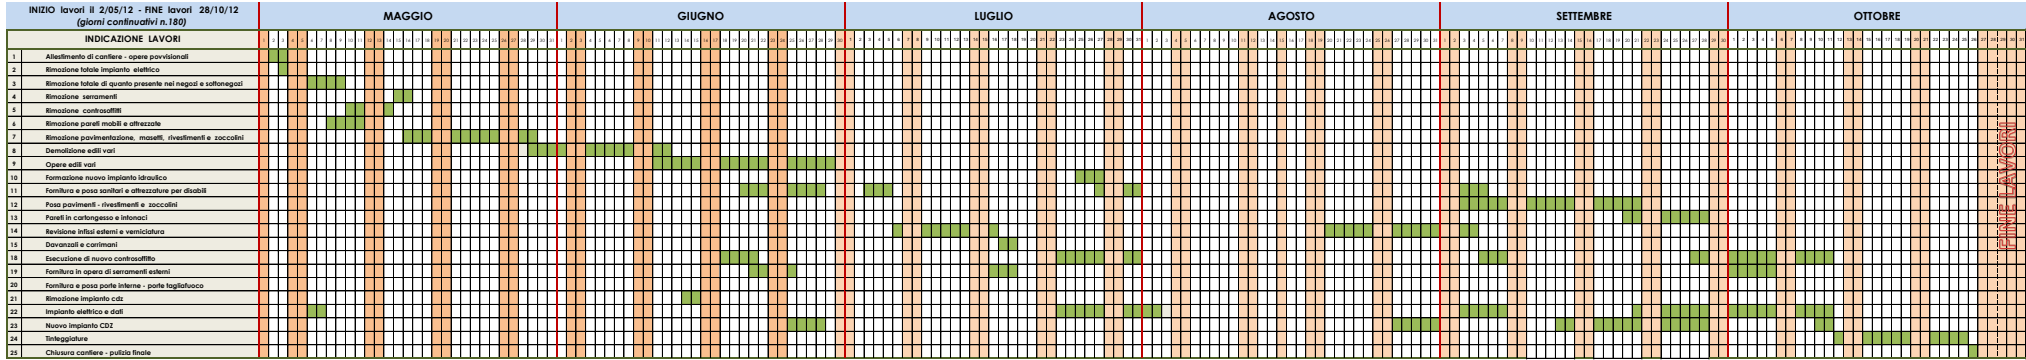 INIZIO lavori il 2/05/12 - FINE lavori 28/10/12
(giorni continuativi n.180)
MAGGIO
GIUGNO
LUGLIO
AGOSTO
SETTEMBRE
OTTOBRE
INDICAZIONE LAVORI
1 Allestimento di cantiere - opere povvisionali
2 Rimozione totale impianto elettrico
3 Rimozione totale di quanto presente nei negozi e sottonegozi
4 Rimozione serramenti
5 Rimozione controsoffitti
6 Rimozione pareti mobili e attrezzate
7 Rimozione pavimentazione, masetti, rivestimenti e zoccolini
8 Demolizione edili vari
9 Opere edili vari
10 Formazione nuovo impianto idraulico
11 Fornitura e posa sanitari e attrezzature per disabili
12 Posa pavimenti - rivestimenti e zoccolini
13 Pareti in cartongesso e intonaci
14 Revisione infissi esterni e verniciatura
15 Davanzali e corrimani
18 Esecuzione di nuovo controsoffitto
19 Fornitura in opera di serramenti esterni
20 Fornitura e posa porte interne - porte tagliafuoco
21 Rimozione impianto cdz
22 Impianto elettrico e dati
23 Nuovo impianto CDZ
24 Tinteggiature
25 Chiusura cantiere - pulizia finale
FINE LAVORI